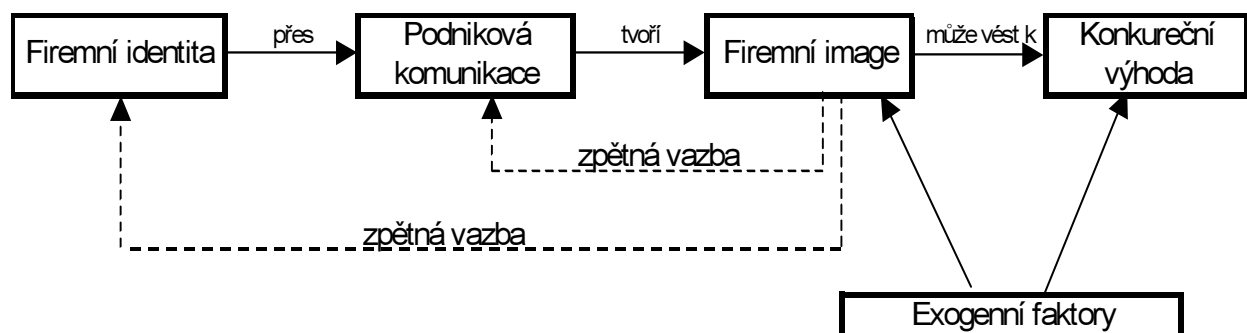 Firemní identita
přes
Podniková
komunikace
tvoří
Firemní image
může vést k
Konkureční
výhoda
zpětná vazba
zpětná vazba
Exogenní faktory